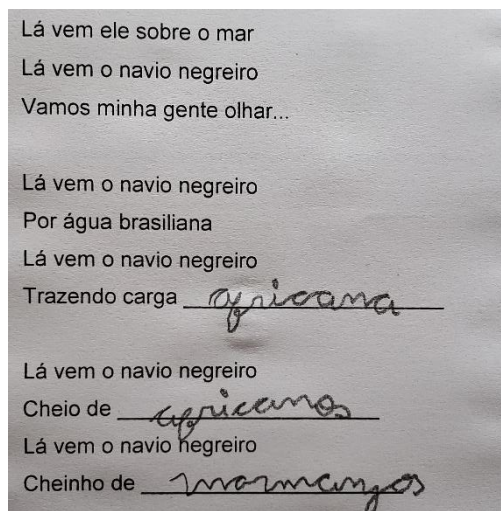 Lá vem ele sobre o mar
Lá vem o navio negreiro
Vamos minha gente olhar...
Lá vem o navio negreiro
Por água brasiliana
Lá vem o navio negreiro
Trazendo carga africana
Lá vem o navio negreiro
Cheio de africanos
Lá vem o navio negreiro
Cheinho de